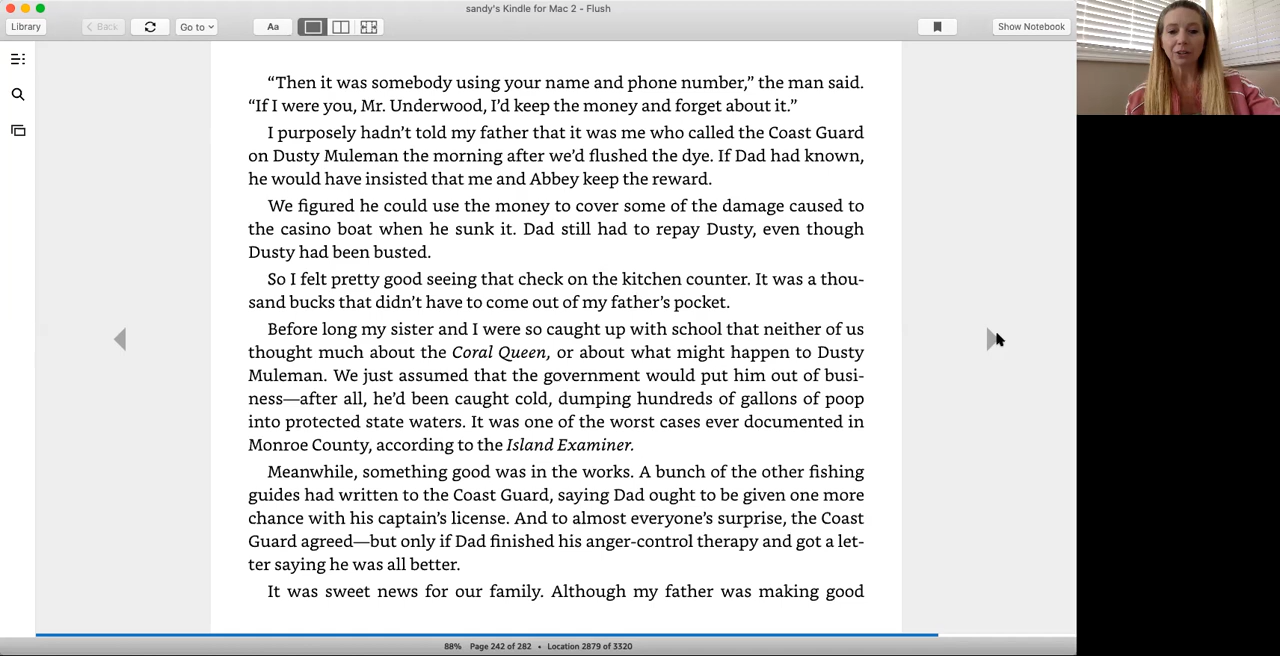 sandy's Kindle for Mac 2 - Flush
Library
< Back
Go to
Aa
Show Notebook
“Then it was somebody using your name and phone number,” the man said.
“If I were you, Mr. Underwood, I’d keep the money and forget about it.”
I purposely hadn’t told my father that it was me who called the Coast Guard
on Dusty Muleman the morning after we’d flushed the dye. If Dad had known,
he would have insisted that me and Abbey keep the reward.
We figured he could use the money to cover some of the damage caused to
the casino boat when he sunk it. Dad still had to repay Dusty, even though
Dusty had been busted.
So I felt pretty good seeing that check on the kitchen counter. It was a thou-
sand bucks that didn’t have to come out of my father’s pocket.
Before long my sister and I were so caught up with school that neither of us
thought much about the Coral Queen, or about what might happen to Dusty
Muleman. We just assumed that the government would put him out of busi-
ness—after all, he’d been caught cold, dumping hundreds of gallons of poop
into protected state waters. It was one of the worst cases ever documented in
Monroe County, according to the Island Examiner.
Meanwhile, something good was in the works. A bunch of the other fishing
guides had written to the Coast Guard, saying Dad ought to be given one more
chance with his captain’s license. And to almost everyone’s surprise, the Coast
Guard agreed—but only if Dad finished his anger-control therapy and got a let-
ter saying he was all better.
It was sweet news for our family. Although my father was making good
88% Page 242 of 282 • Location 2879 of 3320